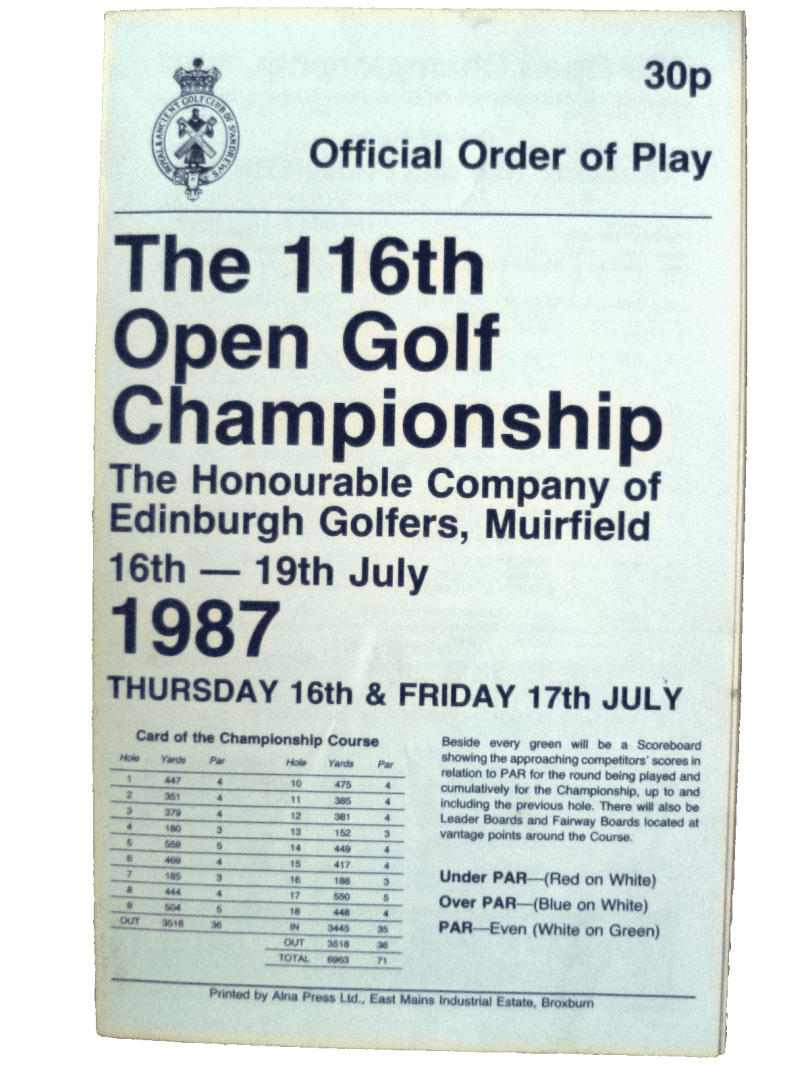 30p
ROYAL & ANCIENT GOLF CLUB OF ST ANDREWS
Official Order of Play
The 116th
Open Golf
Championship
The Honourable Company of
Edinburgh Golfers, Muirfield
16th — 19th July
1987
THURSDAY 16th & FRIDAY 17th JULY
Card of the Championship Course
Hole Yards Par Hole Yards Par
1 447 4 10 475 4
2 351 4 11 385 4
3 379 4 12 381 4
4 180 3 13 152 3
5 559 5 14 449 4
6 469 4 15 417 4
7 185 3 16 188 3
8 444 4 17 550 5
9 504 5 18 448 4
OUT 3518 36 IN 3445 35
OUT 3518 36
TOTAL 6963 71
Beside every green will be a Scoreboard
showing the approaching competitors' scores in
relation to PAR for the round being played and
cumulatively for the Championship, up to and
including the previous hole. There will also be
Leader Boards and Fairway Boards located at
vantage points around the Course.
Under PAR—(Red on White)
Over PAR—(Blue on White)
PAR—Even (White on Green)
Printed by Alna Press Ltd., East Mains Industrial Estate, Broxburn